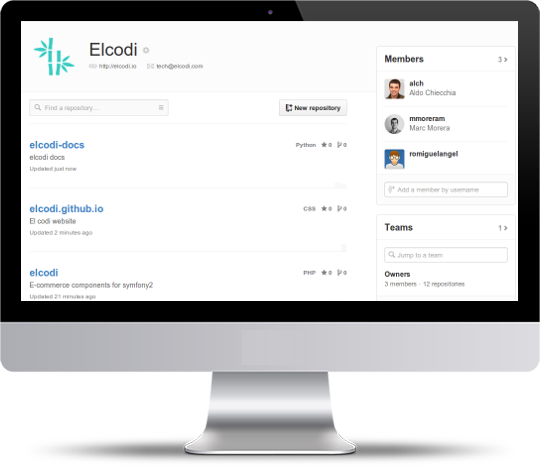 Elcodi
http://elcodi.io tech@elcodi.com
Find a repository...
New repository
elcodi-docs
Python 0 0
elcodi docs
Updated just now
elcodi.github.io
CSS 0 0
El codi website
Updated 2 minutes ago
elcodi
PHP 0 0
E-commerce components for symfony2
Updated 21 minutes ago
Members 3 >
alch
Aldo Chiecchia
mmoreram
Marc Morera
romiguelangel
Add a member by username
Teams 1 >
Jump to a team
Owners
3 members · 12 repositories